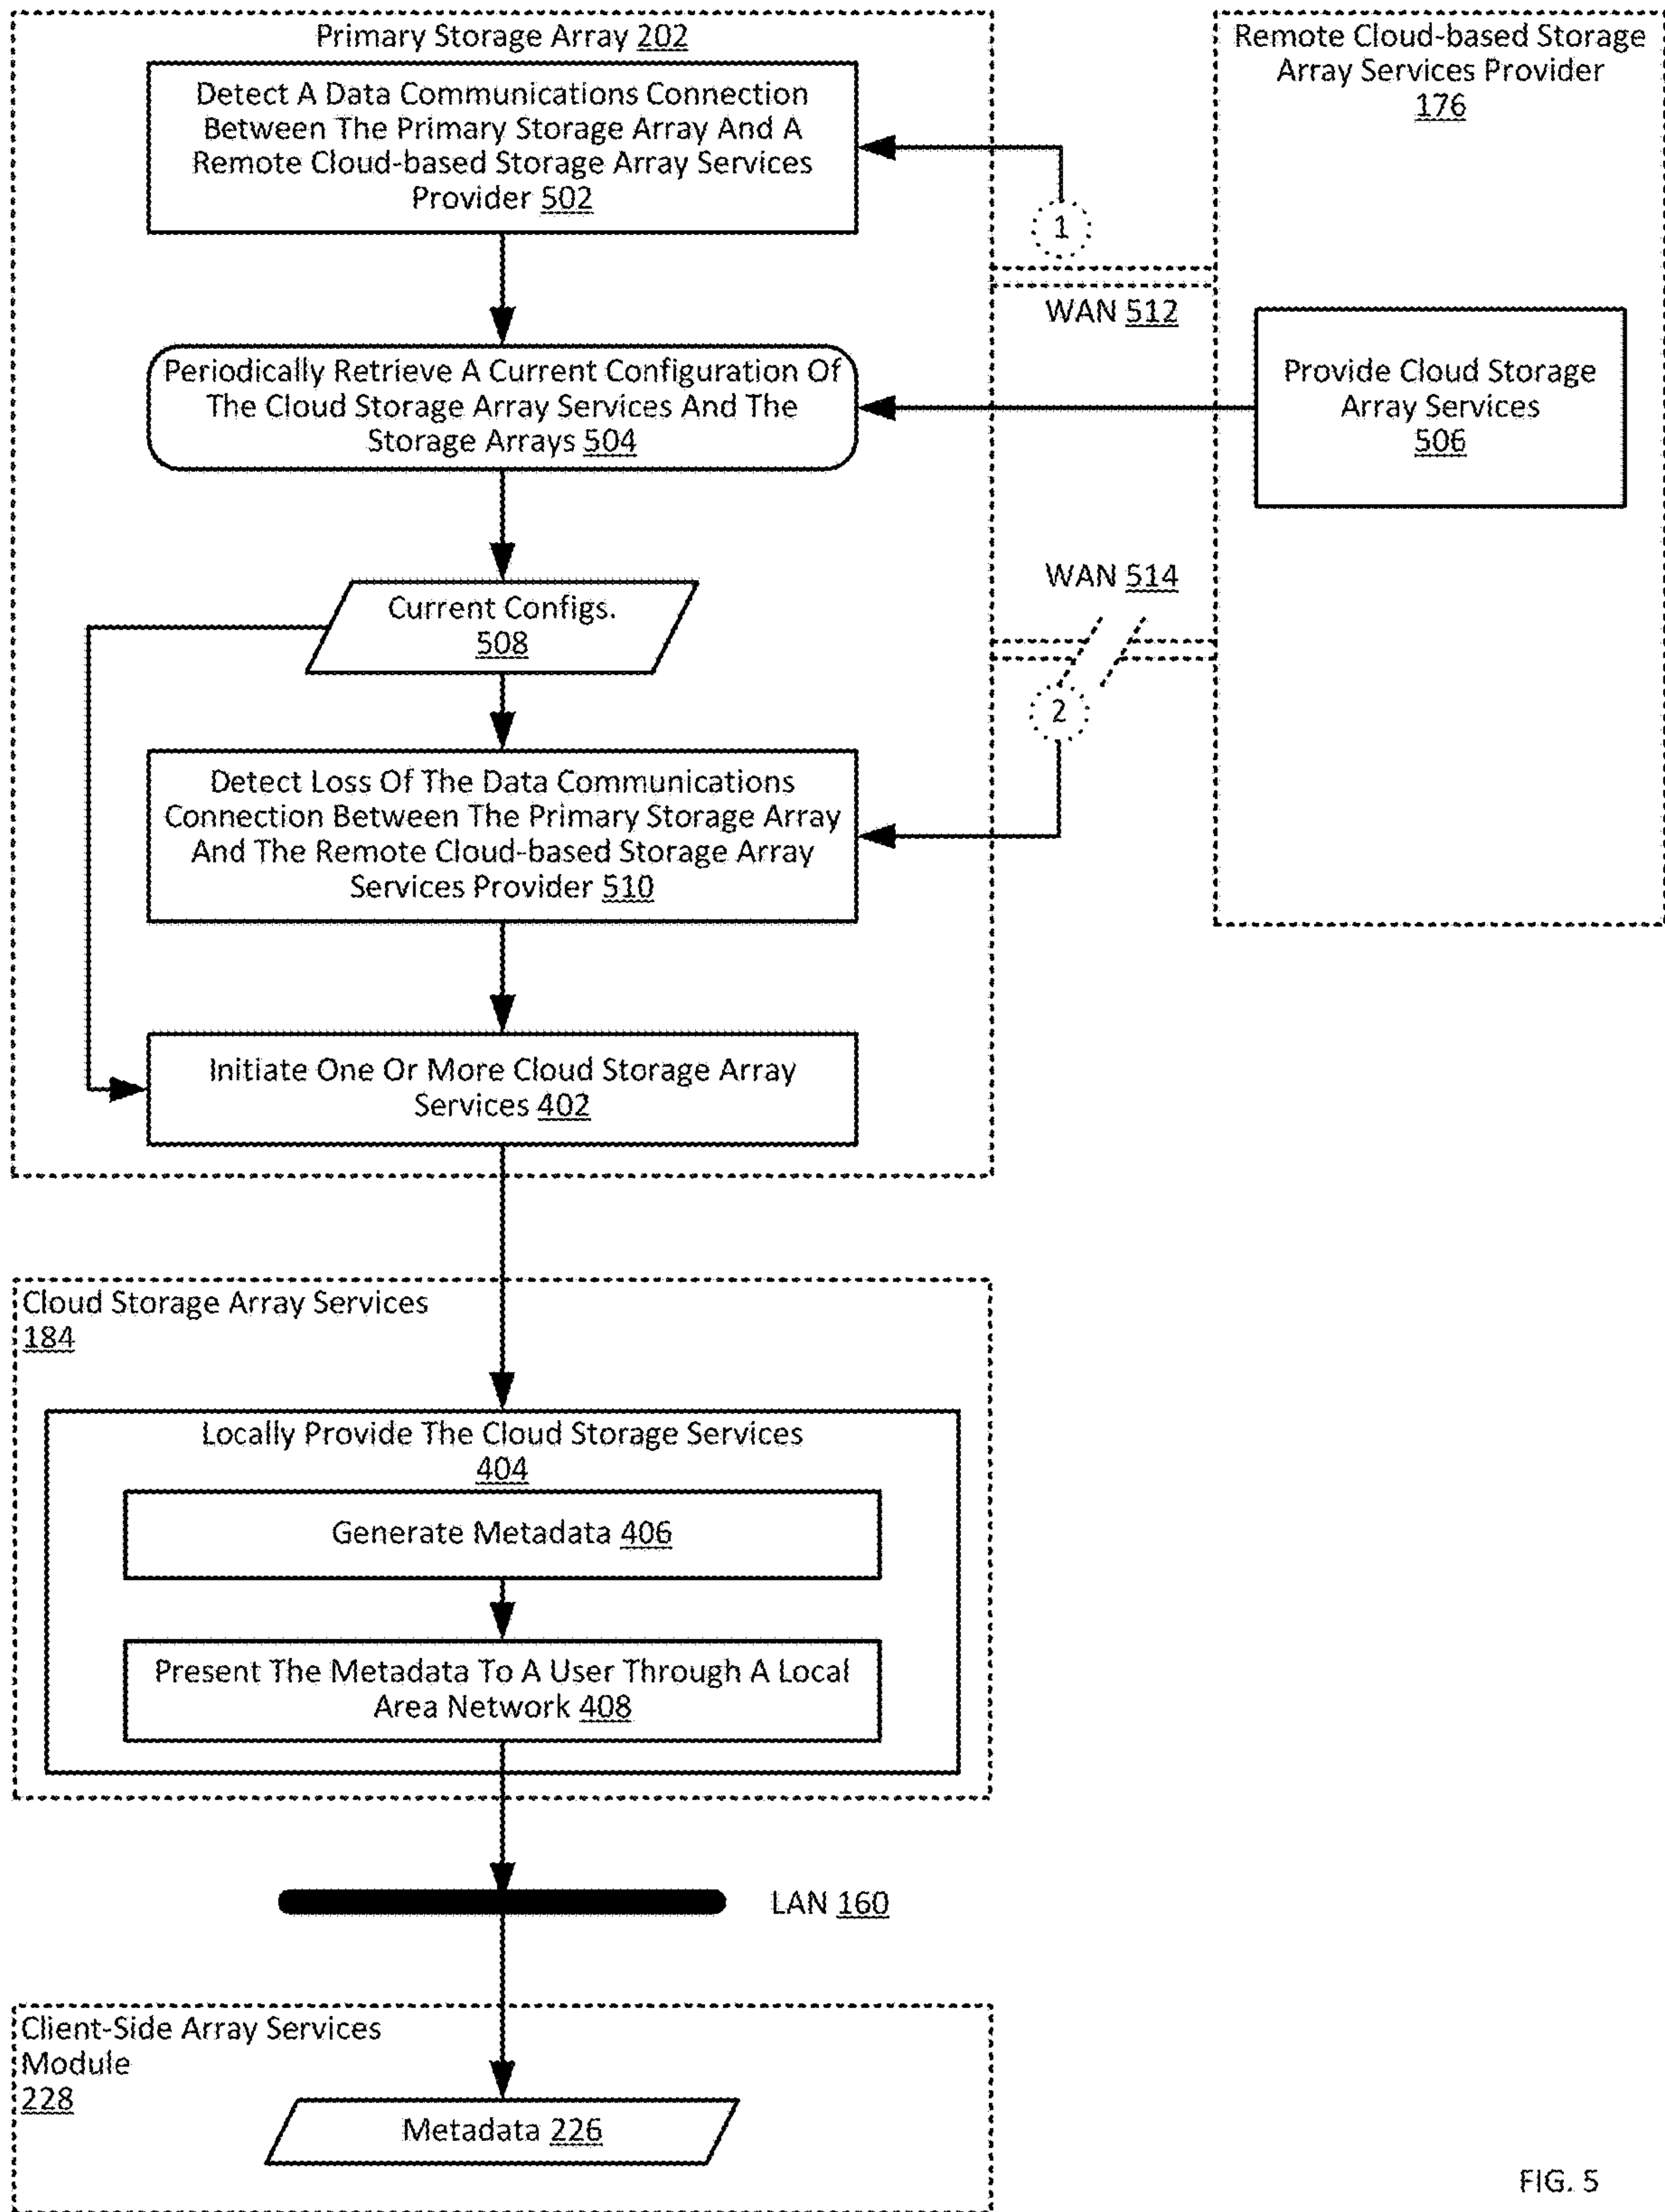 Primary Storage Array 202
Detect A Data Communications Connection
Between The Primary Storage Array And A
Remote Cloud-based Storage Array Services
Provider 502
Remote Cloud-based Storage
Array Services Provider
176
1
WAN 512
Periodically Retrieve A Current Configuration Of
The Cloud Storage Array Services And The
Storage Arrays 504
Provide Cloud Storage
Array Services
506
WAN 514
Current Configs.
508
2
Detect Loss Of The Data Communications
Connection Between The Primary Storage Array
And The Remote Cloud-based Storage Array
Services Provider 510
Initiate One Or More Cloud Storage Array
Services 402
Cloud Storage Array Services
184
Locally Provide The Cloud Storage Services
404
Generate Metadata 406
Present The Metadata To A User Through A Local
Area Network 408
LAN 160
Client-Side Array Services
Module
228
Metadata 226
FIG. 5